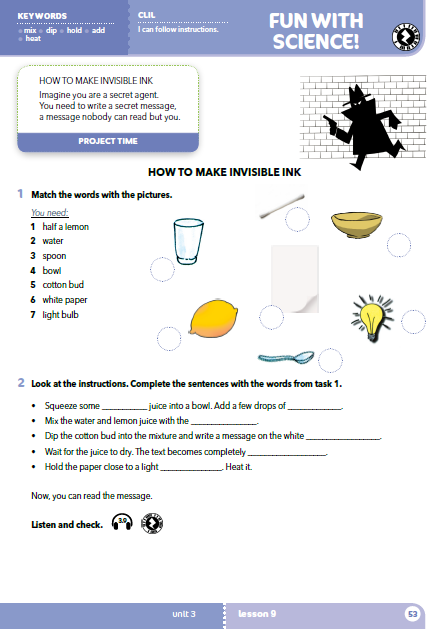 KEYWORDS
mix dip hold add
heat
CLIL
I can follow instructions.
FUN WITH
SCIENCE!
HOW TO MAKE INVISIBLE INK
Imagine you are a secret agent.
You need to write a secret message,
a message nobody can read but you.
PROJECT TIME
HOW TO MAKE INVISIBLE INK
1 Match the words with the pictures.
You need:
1 half a lemon
2 water
3 spoon
4 bowl
5 cotton bud
6 white paper
7 light bulb
2 Look at the instructions. Complete the sentences with the words from task 1.
• Squeeze some __________ juice into a bowl. Add a few drops of ____________.
• Mix the water and lemon juice with the _______________.
• Dip the cotton bud into the mixture and write a message on the white _________________.
• Wait for the juice to dry. The text becomes completely __________________.
• Hold the paper close to a light ______________. Heat it.
Now, you can read the message.
Listen and check. 3.9
unit 3 lesson 9 53